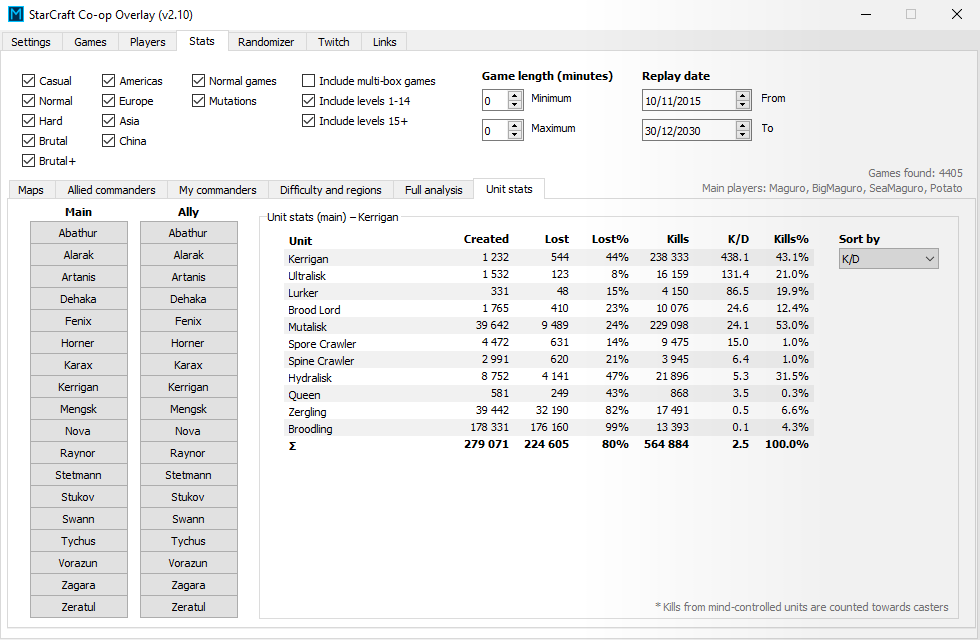 StarCraft Co-op Overlay (v2.10)
Settings Games Players Stats Randomizer Twitch Links
Casual Americas Normal games Include multi-box games
Normal Europe Mutations Include levels 1-14
Hard Asia Include levels 15+
Brutal China
Brutal+
Game length (minutes)
0 Minimum
0 Maximum
Replay date
10/11/2015 From
30/12/2030 To
Games found: 4405
Main players: Maguro, BigMaguro, SeaMaguro, Potato
Maps Allied commanders My commanders Difficulty and regions Full analysis Unit stats
Main Ally
Abathur Abathur
Alarak Alarak
Artanis Artanis
Dehaka Dehaka
Fenix Fenix
Horner Horner
Karax Karax
Kerrigan Kerrigan
Mengsk Mengsk
Nova Nova
Raynor Raynor
Stetmann Stetmann
Stukov Stukov
Swann Swann
Tychus Tychus
Vorazun Vorazun
Zagara Zagara
Zeratul Zeratul
Unit stats (main) – Kerrigan
Unit Created Lost Lost% Kills K/D Kills%
Kerrigan 1 232 544 44% 238 333 438.1 43.1%
Ultralisk 1 532 123 8% 16 159 131.4 21.0%
Lurker 331 48 15% 4 150 86.5 19.9%
Brood Lord 1 765 410 23% 10 076 24.6 12.4%
Mutalisk 39 642 9 489 24% 229 098 24.1 53.0%
Spore Crawler 4 472 631 14% 9 475 15.0 1.0%
Spine Crawler 2 991 620 21% 3 945 6.4 1.0%
Hydralisk 8 752 4 141 47% 21 896 5.3 31.5%
Queen 581 249 43% 868 3.5 0.3%
Zergling 39 442 32 190 82% 17 491 0.5 6.6%
Broodling 178 331 176 160 99% 13 393 0.1 4.3%
Σ 279 071 224 605 80% 564 884 2.5 100.0%
Sort by
K/D
* Kills from mind-controlled units are counted towards casters